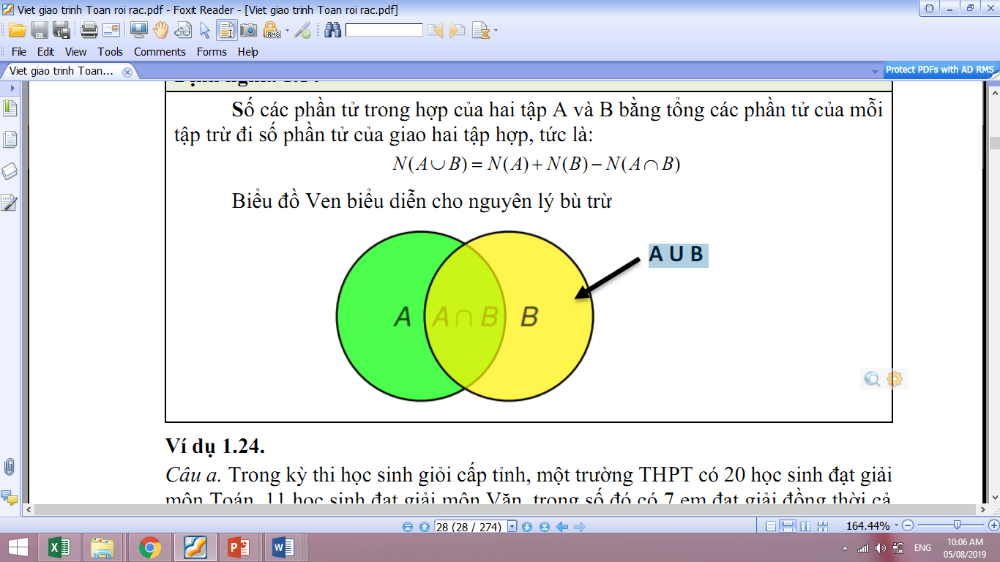 Viet giao trinh Toan roi rac.pdf - Foxit Reader - [Viet giao trinh Toan roi rac.pdf]
RMS
File Edit View Tools Comments Forms Help
Viet giao trinh Toan...
Protect PDFs with AD RMS
Số các phần tử trong hợp của hai tập A và B bằng tổng các phần tử của mỗi
tập trừ đi số phần tử của giao hai tập hợp, tức là:
N(A∪B) = N(A) + N(B) − N(A∩B)
Biểu đồ Ven biểu diễn cho nguyên lý bù trừ
A U B
A A∩B B
Ví dụ 1.24.
Câu a. Trong kỳ thi học sinh giỏi cấp tỉnh, một trường THPT có 20 học sinh đạt giải
môn Toán, 11 học sinh đạt giải môn Văn, trong số đó có 7 em đạt giải đồng thời cả
28 (28 / 274)
164.44%
ENG
10:06 AM
05/08/2019